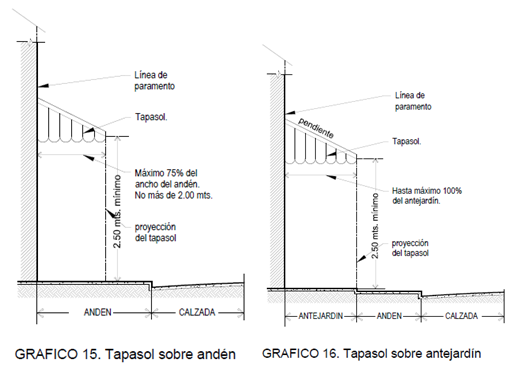 Línea de
paramento
Tapasol.
Máximo 75% del
ancho del andén.
No más de 2.00 mts.
2.50 mts. mínimo
proyección
del tapasol
ANDEN
CALZADA
GRAFICO 15. Tapasol sobre andén
Línea de
paramento
pendiente
Tapasol.
Hasta máximo 100%
del antejardín.
2.50 mts. mínimo
proyección
del tapasol
ANTEJARDIN
ANDEN
CALZADA
GRAFICO 16. Tapasol sobre antejardín